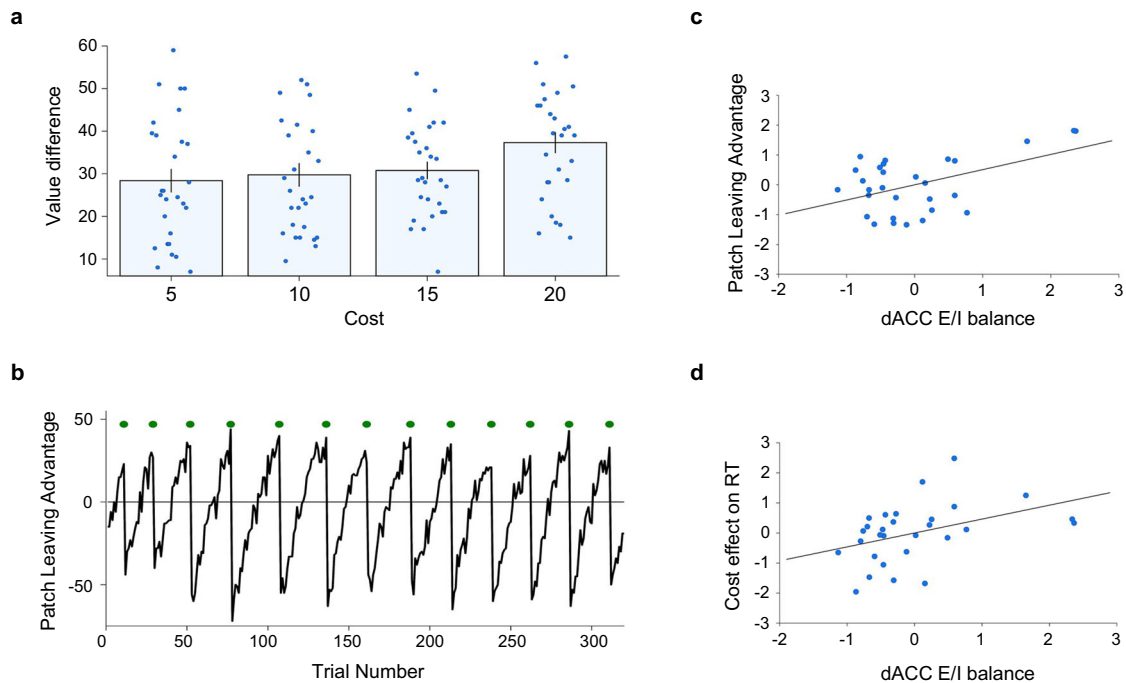 a
60
50
40
30
20
10
Value difference
5 10 15 20
Cost
b
50
0
-50
Patch Leaving Advantage
0 50 100 150 200 250 300
Trial Number
c
3
2
1
0
-1
-2
-3
Patch Leaving Advantage
-2 -1 0 1 2 3
dACC E/I balance
d
3
2
1
0
-1
-2
-3
Cost effect on RT
-2 -1 0 1 2 3
dACC E/I balance